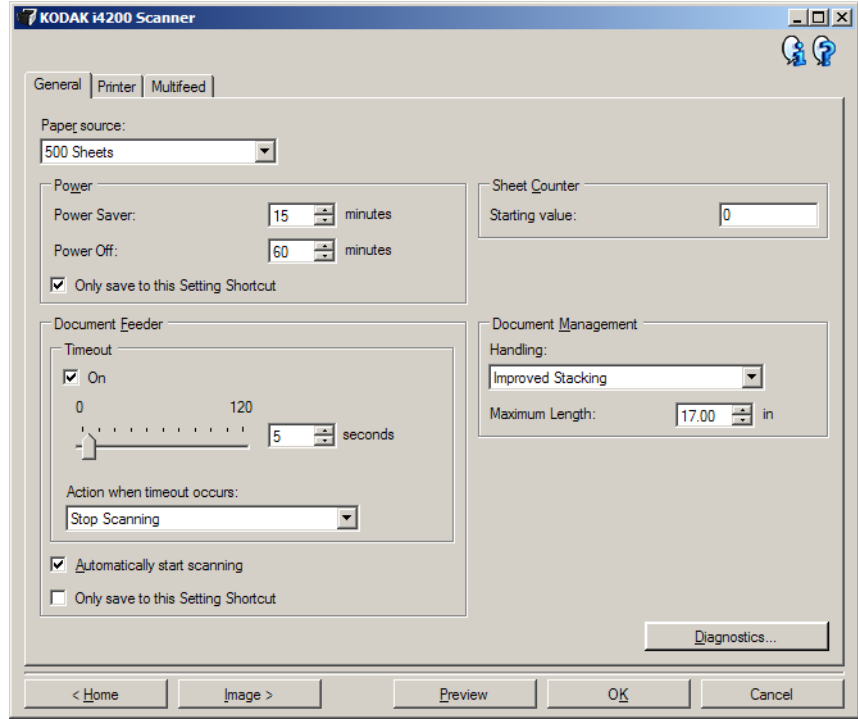 KODAK i4200 Scanner
General Printer Multifeed
Paper source:
500 Sheets
Power
Power Saver: 15 minutes
Power Off: 60 minutes
Only save to this Setting Shortcut
Sheet Counter
Starting value: 0
Document Feeder
Timeout
On
0 120
5 seconds
Action when timeout occurs:
Stop Scanning
Automatically start scanning
Only save to this Setting Shortcut
Document Management
Handling:
Improved Stacking
Maximum Length: 17.00 in
Diagnostics...
< Home Image > Preview OK Cancel